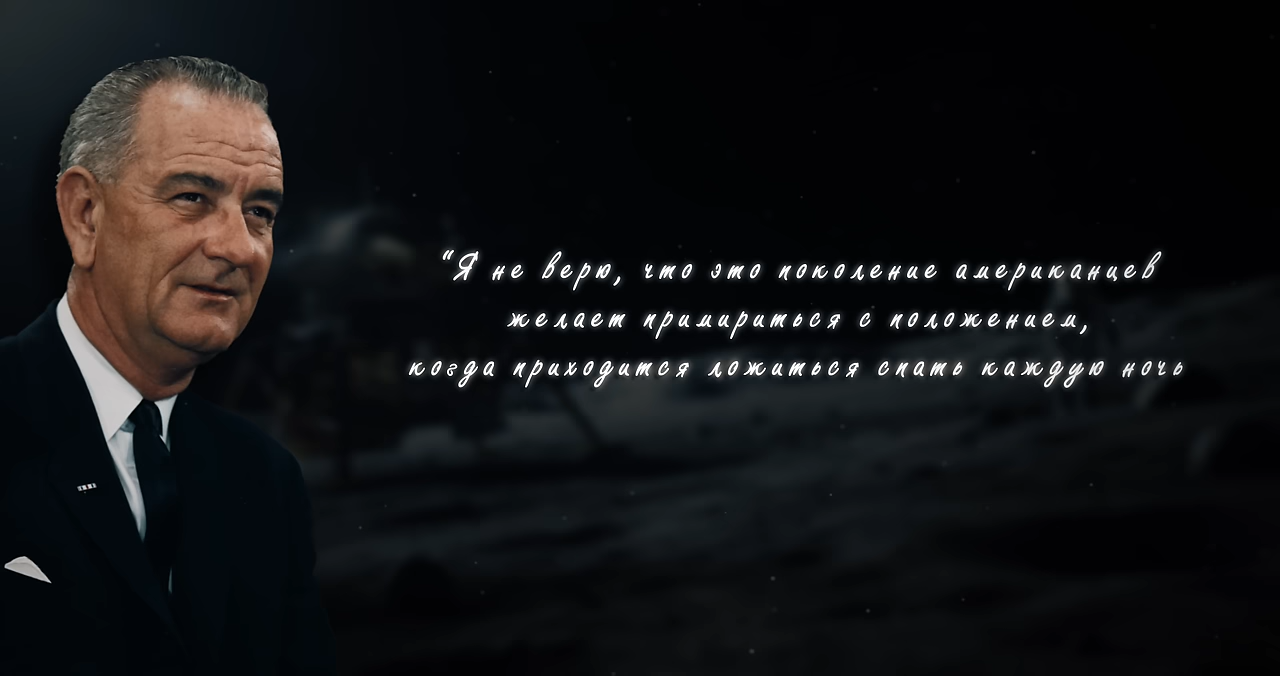 "Я не верю, что это поколение американцев
желает примириться с положением,
когда приходится ложиться спать каждую ночь